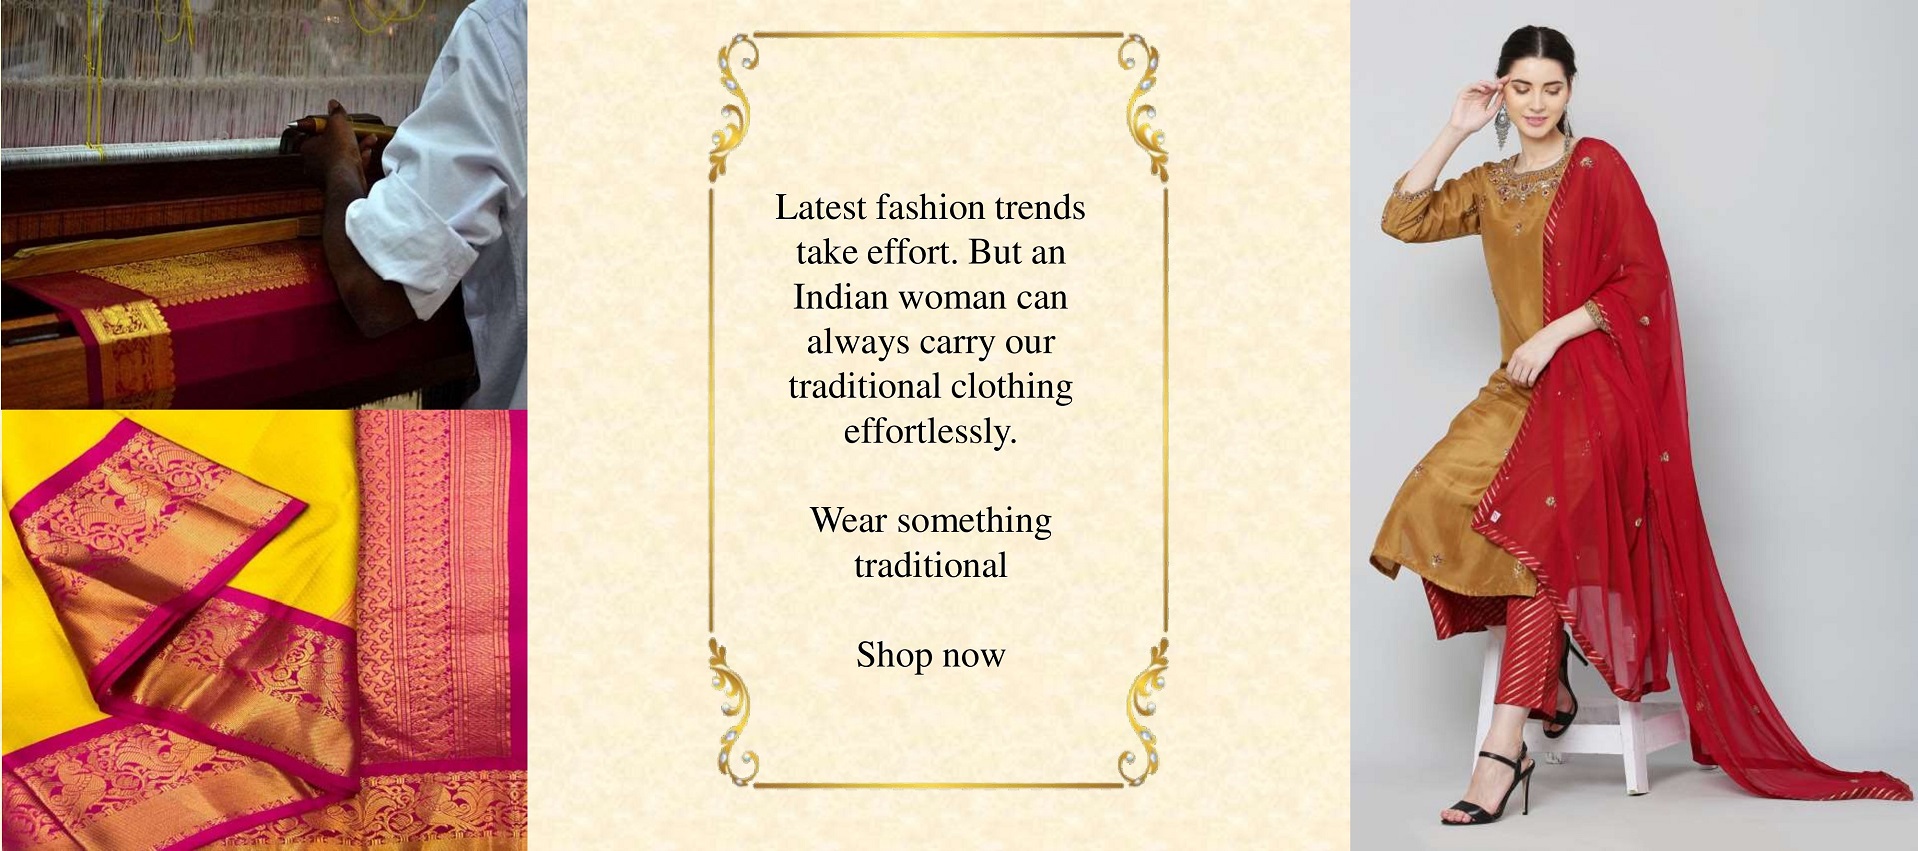 Latest fashion trends
take effort. But an
Indian woman can
always carry our
traditional clothing
effortlessly.
Wear something
traditional
Shop now